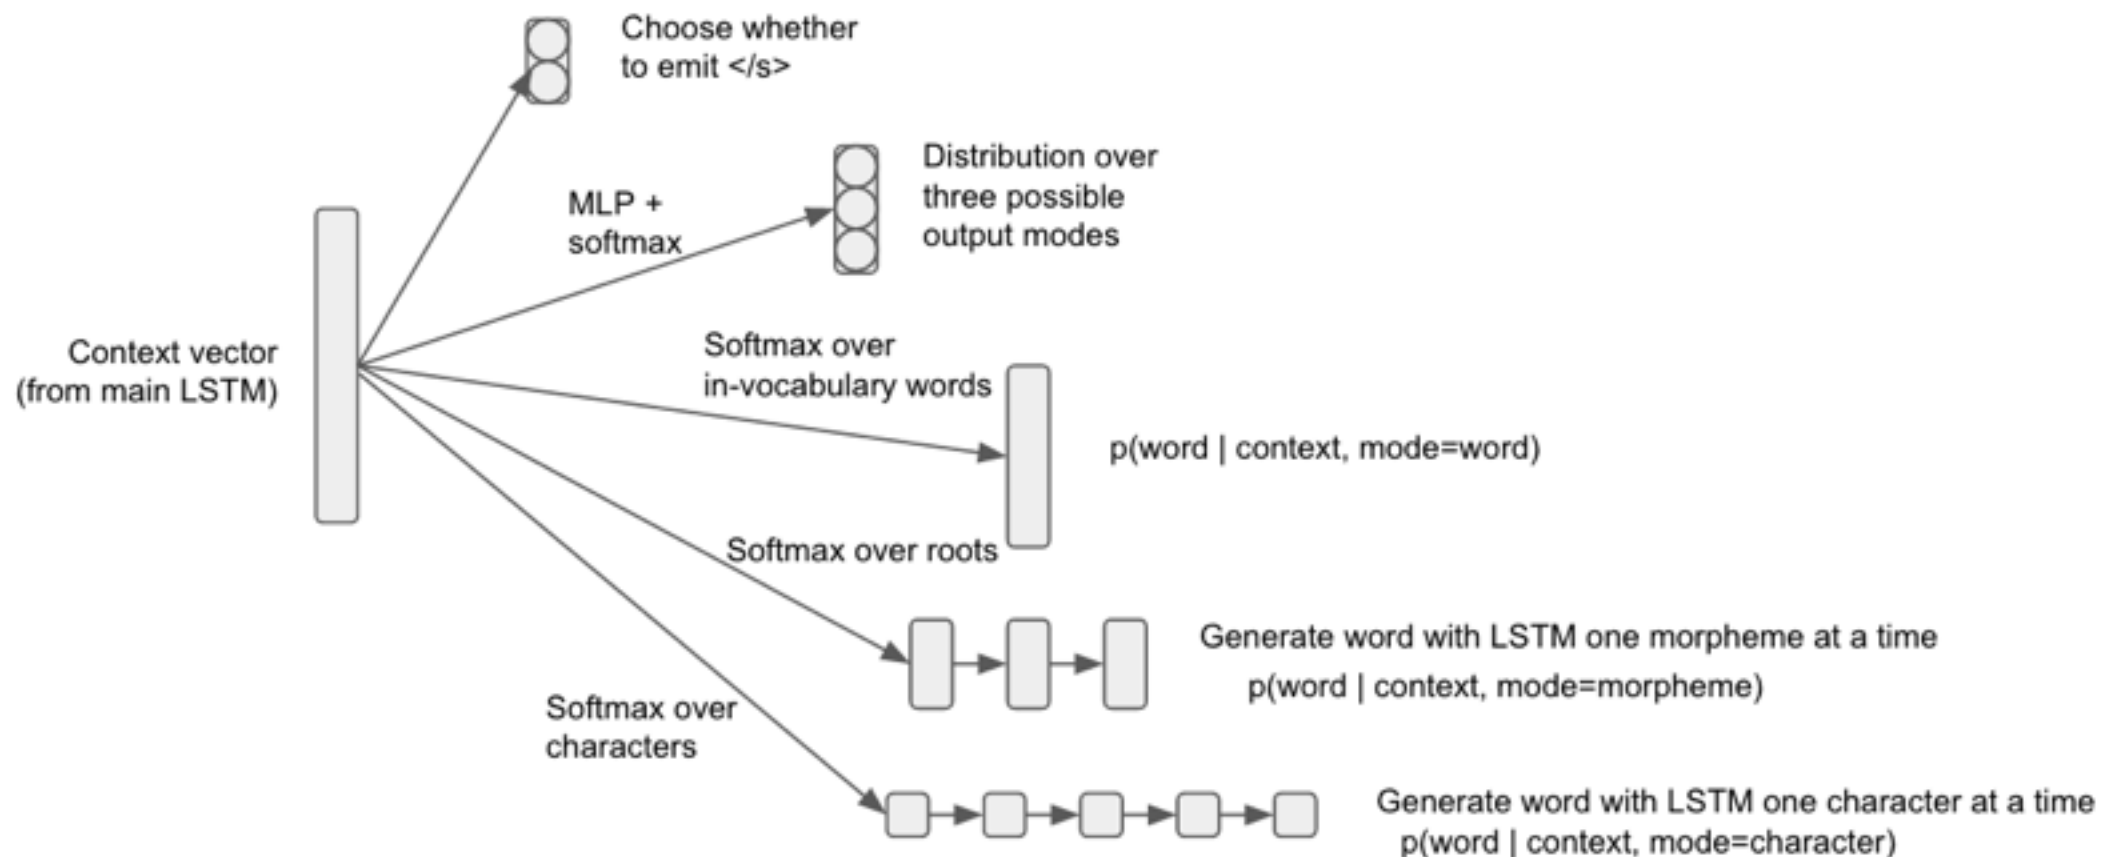 Choose whether
to emit </s>
Distribution over
three possible
output modes
MLP +
softmax
Context vector
(from main LSTM)
Softmax over
in-vocabulary words
p(word | context, mode=word)
Softmax over roots
Generate word with LSTM one morpheme at a time
p(word | context, mode=morpheme)
Softmax over
characters
Generate word with LSTM one character at a time
p(word | context, mode=character)